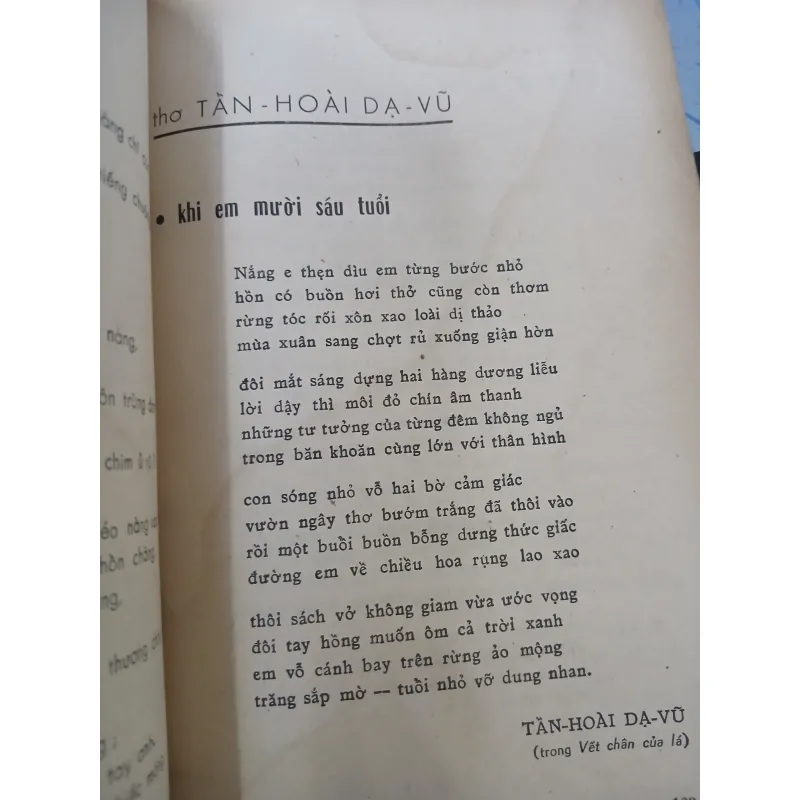 thơ TẦN-HOÀI DẠ-VŨ
• khi em mười sáu tuổi
Nắng e thẹn dìu em từng bước nhỏ
hồn có buồn hơi thở cũng còn thơm
rừng tóc rối xôn xao loài dị thảo
mùa xuân sang chợt rủ xuống giận hờn
đôi mắt sáng dựng hai hàng dương liễu
lời dậy thì môi đỏ chín âm thanh
những tư tưởng của từng đêm không ngủ
trong băn khoăn cùng lớn với thân hình
con sóng nhỏ vỗ hai bờ cảm giác
vườn ngây thơ bướm trắng đã thôi vào
rồi một buổi buồn bỗng dưng thức giấc
đường em về chiều hoa rụng lao xao
thôi sách vở không giam vừa ước vọng
đôi tay hồng muốn ôm cả trời xanh
em vỗ cánh bay trên rừng ảo mộng
trăng sắp mờ — tuổi nhỏ vỡ dung nhan.
TẦN-HOÀI DẠ-VŨ
(trong Vết chân của lá)
nàng,
chim
thương